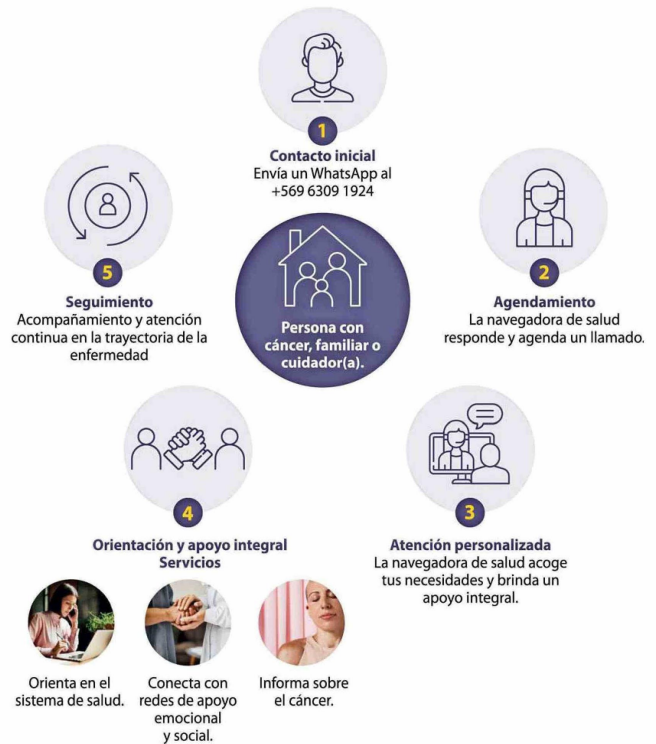 1
Contacto inicial
Envía un WhatsApp al
+569 6309 1924
2
Agendamiento
La navegadora de salud
responde y agenda un llamado.
3
Atención personalizada
La navegadora de salud acoge
tus necesidades y brinda un
apoyo integral.
4
Orientación y apoyo integral
Servicios
Orienta en el
sistema de salud.
Conecta con
redes de apoyo
emocional
y social.
Informa sobre
el cáncer.
5
Seguimiento
Acompañamiento y atención
continua en la trayectoria de la
enfermedad
Persona con
cáncer, familiar o
cuidador(a).